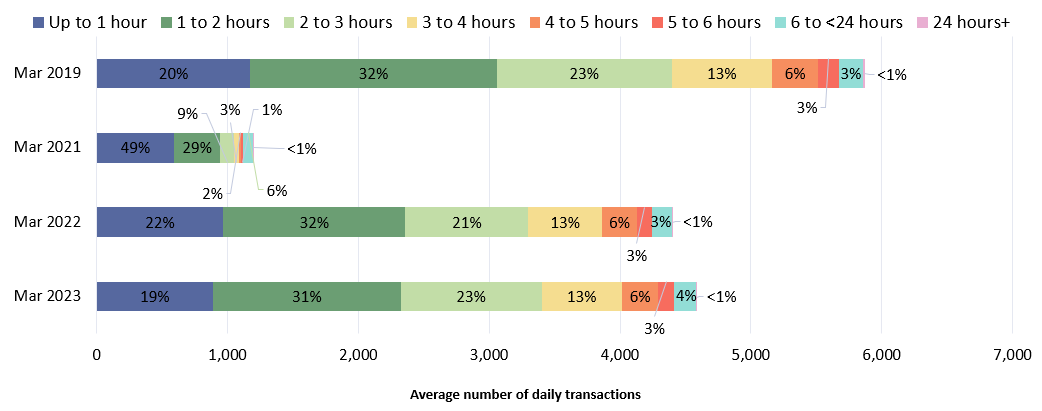 Up to 1 hour 1 to 2 hours 2 to 3 hours 3 to 4 hours 4 to 5 hours 5 to 6 hours 6 to <24 hours 24 hours+
Mar 2019 20% 32% 23% 13% 6% 3% <1%
3%
9% 3% 1%
Mar 2021 49% 29% <1%
2% 6%
Mar 2022 22% 32% 21% 13% 6% 3% <1%
3%
Mar 2023 19% 31% 23% 13% 6% 4% <1%
3%
0 1,000 2,000 3,000 4,000 5,000 6,000 7,000
Average number of daily transactions